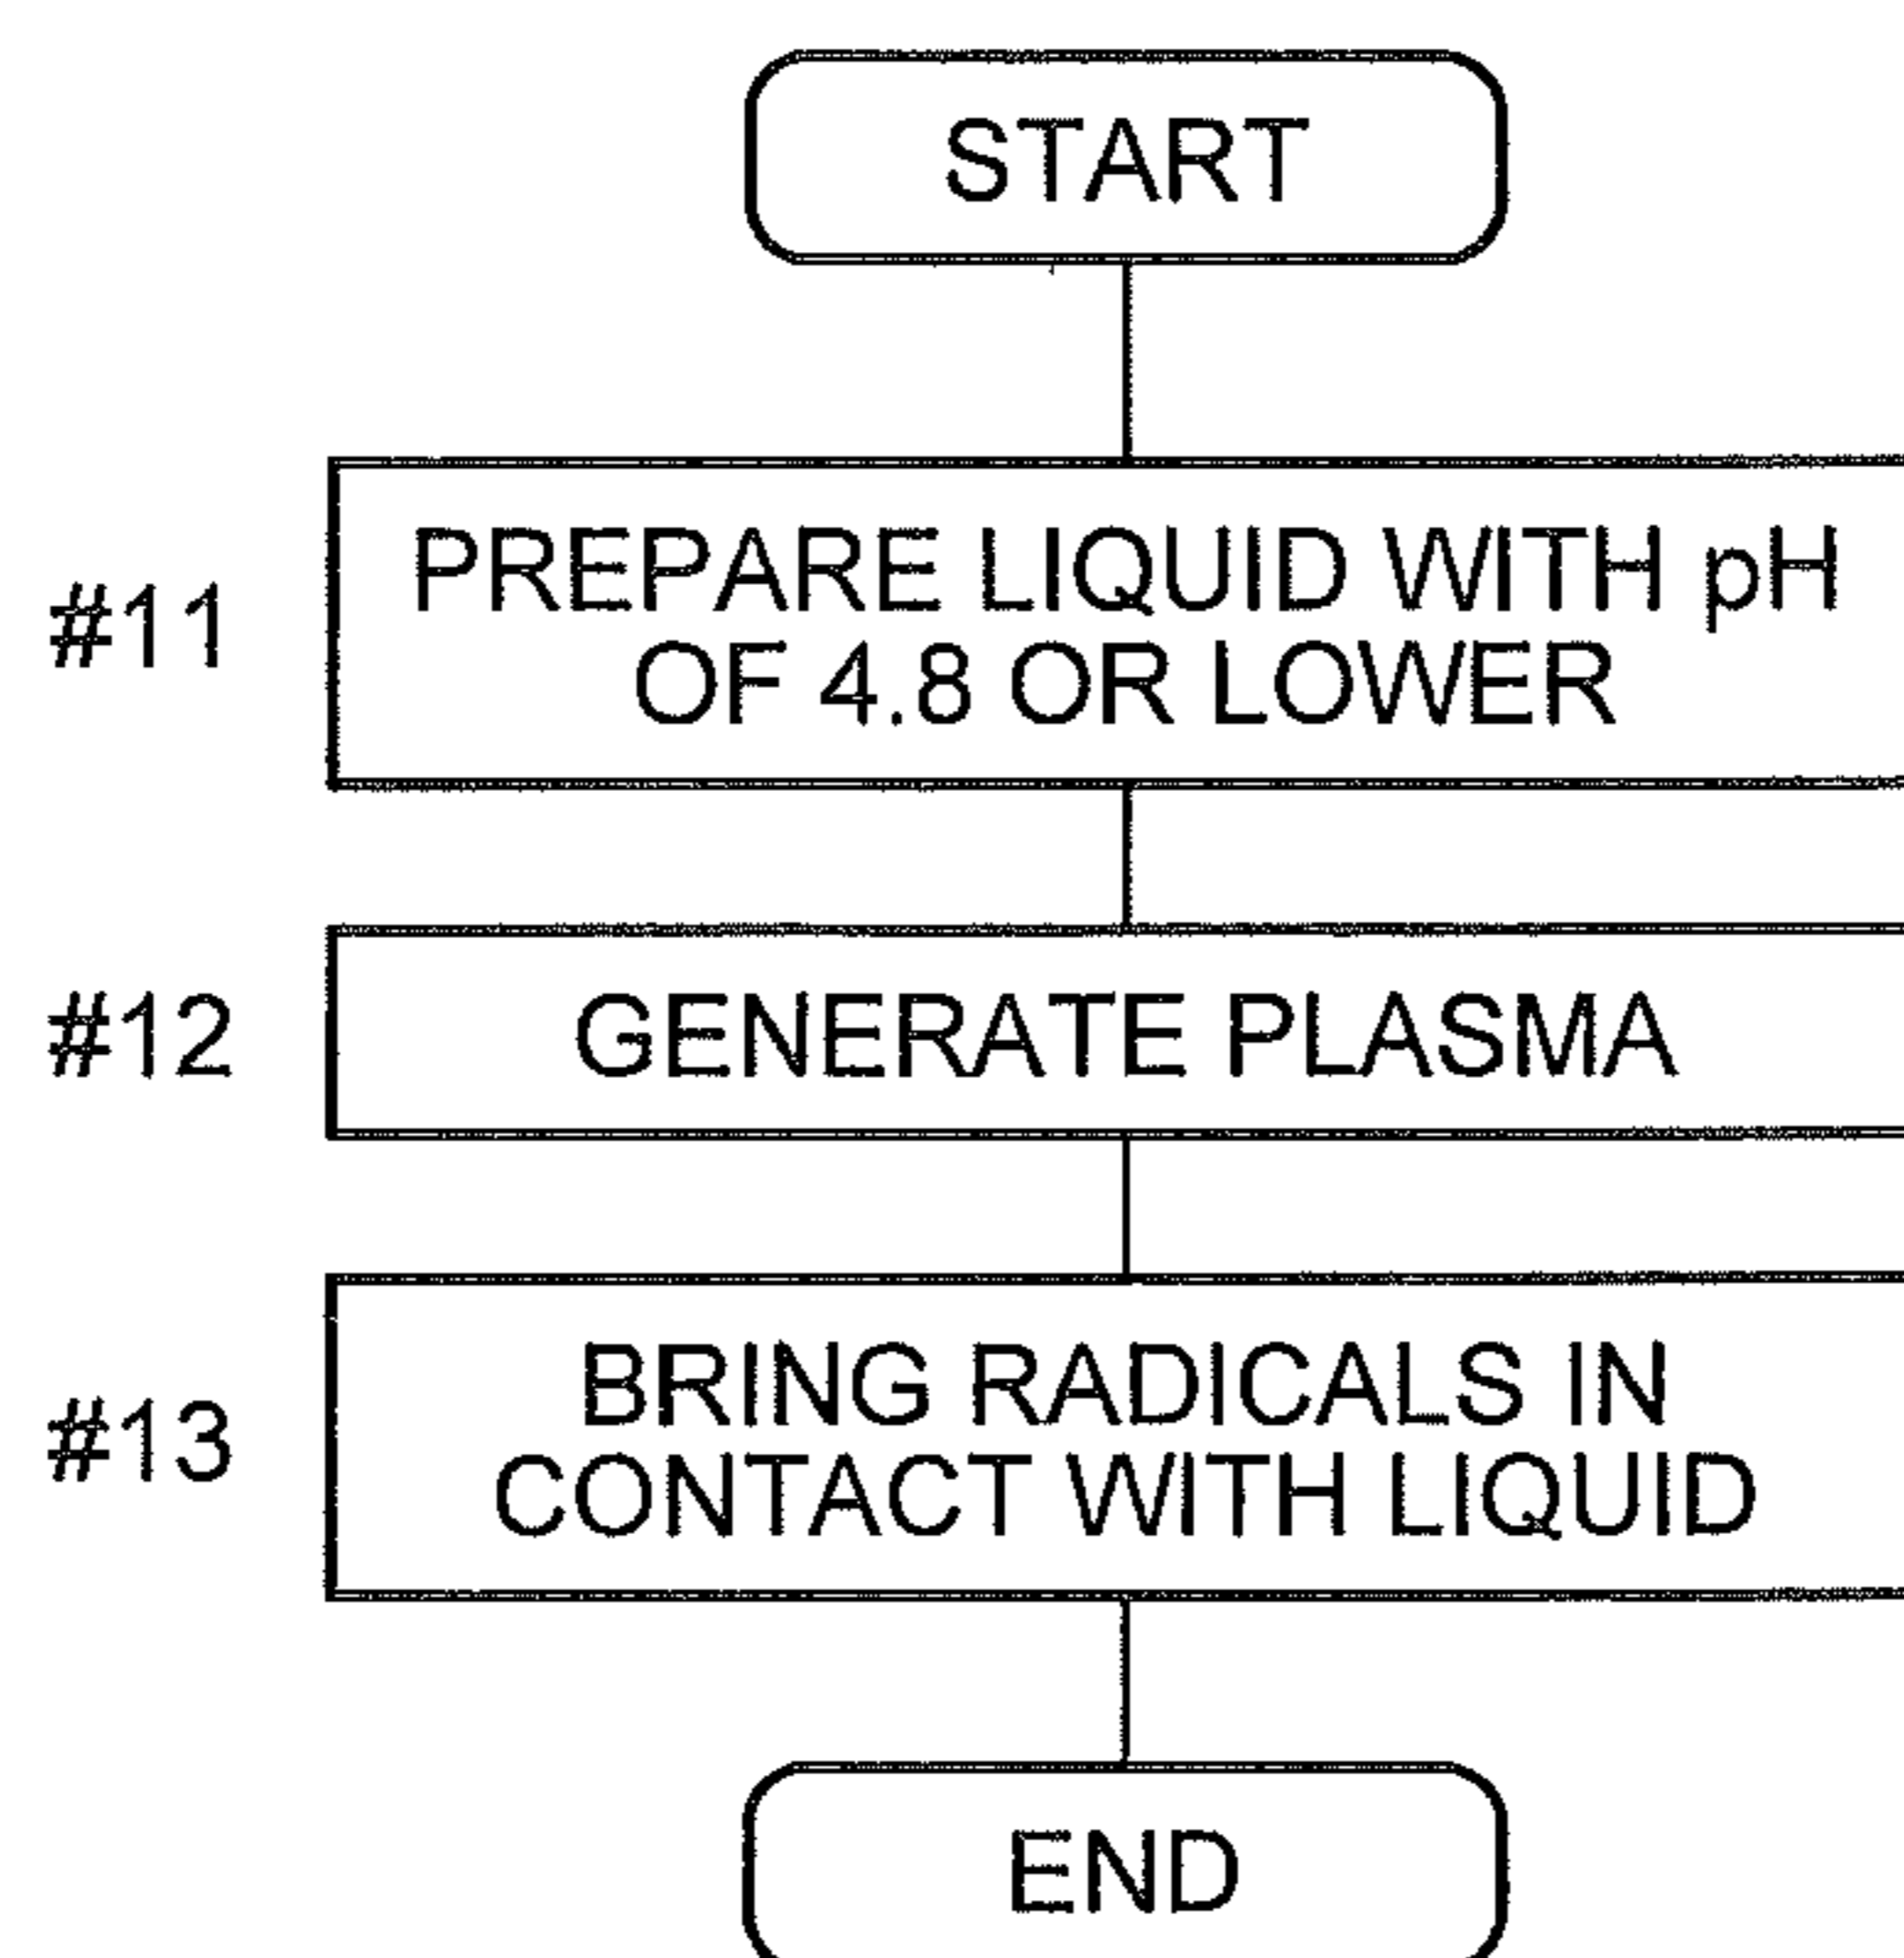 START
#11
PREPARE LIQUID WITH pH
OF 4.8 OR LOWER
#12
GENERATE PLASMA
#13
BRING RADICALS IN
CONTACT WITH LIQUID
END